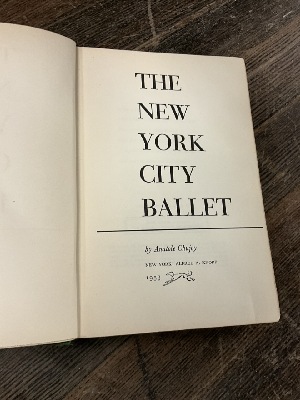 THE
NEW
YORK
CITY
BALLET
by Anatole Chujoy
NEW YORK ALFRED A. KNOPF
1953